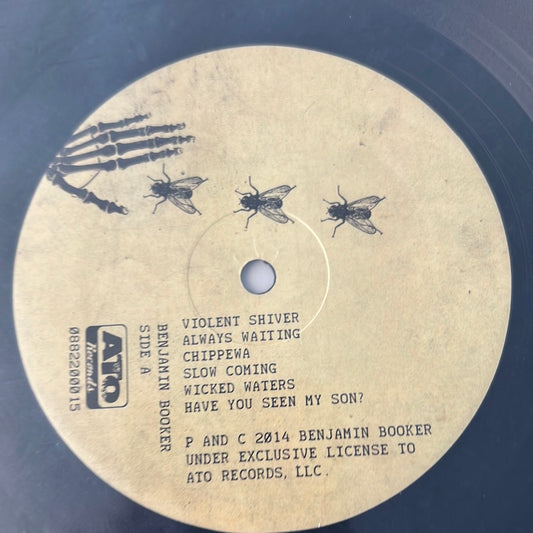 VIOLENT SHIVER
ALWAYS WAITING
CHIPPEWA
SLOW COMING
WICKED WATERS
HAVE YOU SEEN MY SON?
P AND C 2014 BENJAMIN BOOKER
UNDER EXCLUSIVE LICENSE TO
ATO RECORDS, LLC.
BENJAMIN BOOKER
SIDE A
ATO
Records
0882200015